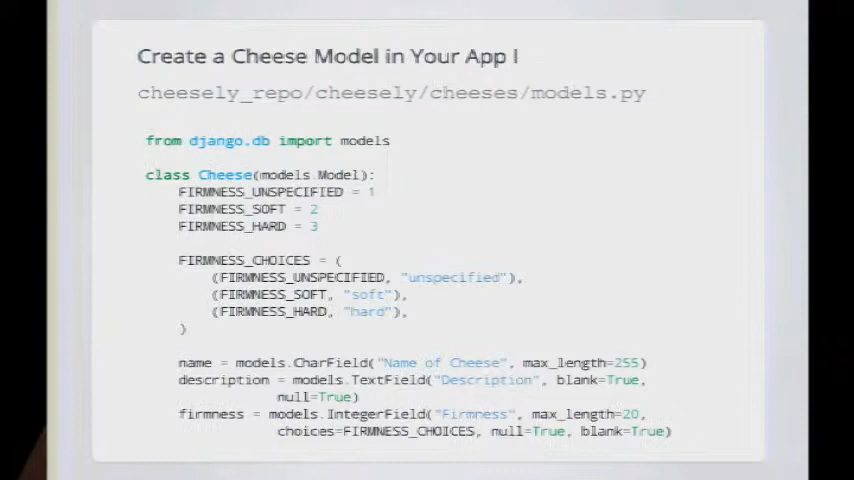 Create a Cheese Model in Your App I
cheesely_repo/cheesely/cheeses/models.py
from django.db import models
class Cheese(models.Model):
FIRMNESS_UNSPECIFIED = 1
FIRMNESS_SOFT = 2
FIRMNESS_HARD = 3
FIRMNESS_CHOICES = (
(FIRMNESS_UNSPECIFIED, "unspecified"),
(FIRMNESS_SOFT, "soft"),
(FIRMNESS_HARD, "hard"),
)
name = models.CharField("Name of Cheese", max_length=255)
description = models.TextField("Description", blank=True,
null=True)
firmness = models.IntegerField("Firmness", max_length=20,
choices=FIRMNESS_CHOICES, null=True, blank=True)